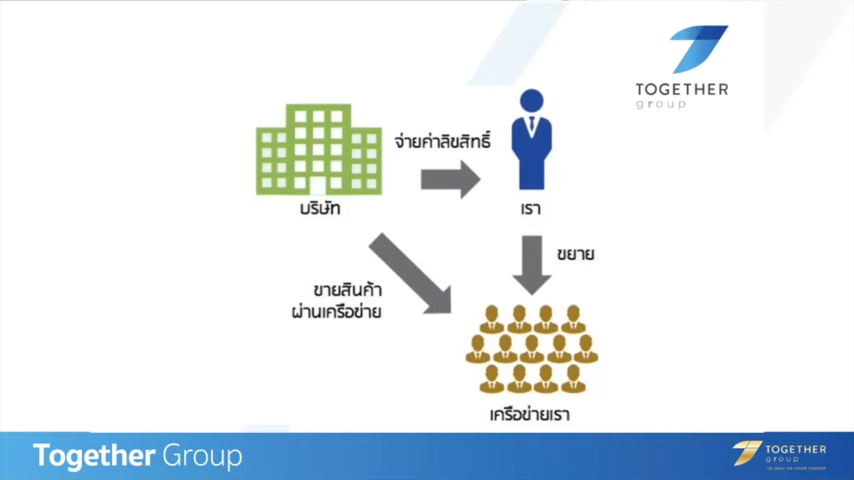 TOGETHER
group
จ่ายค่าลิขสิทธิ์
บริษัท
เรา
ขยาย
ขายสินค้า
ผ่านเครือข่าย
เครือข่ายเรา
Together Group
TOGETHER
group